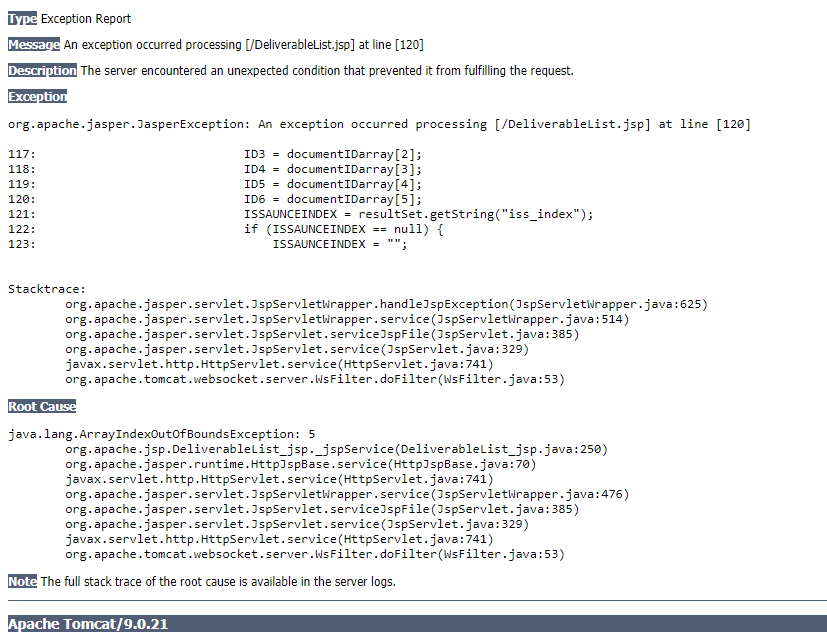 Type Exception Report
Message An exception occurred processing [/DeliverableList.jsp] at line [120]
Description The server encountered an unexpected condition that prevented it from fulfilling the request.
Exception
org.apache.jasper.JasperException: An exception occurred processing [/DeliverableList.jsp] at line [120]
117:                             ID3 = documentIDarray[2];
118:                             ID4 = documentIDarray[3];
119:                             ID5 = documentIDarray[4];
120:                             ID6 = documentIDarray[5];
121:                             ISSAUNCEINDEX = resultSet.getString("iss_index");
122:                             if (ISSAUNCEINDEX == null) {
123:                                 ISSAUNCEINDEX = "";
Stacktrace:
org.apache.jasper.servlet.JspServletWrapper.handleJspException(JspServletWrapper.java:625)
org.apache.jasper.servlet.JspServletWrapper.service(JspServletWrapper.java:514)
org.apache.jasper.servlet.JspServlet.serviceJspFile(JspServlet.java:385)
org.apache.jasper.servlet.JspServlet.service(JspServlet.java:329)
javax.servlet.http.HttpServlet.service(HttpServlet.java:741)
org.apache.tomcat.websocket.server.WsFilter.doFilter(WsFilter.java:53)
Root Cause
java.lang.ArrayIndexOutOfBoundsException: 5
org.apache.jsp.DeliverableList_jsp._jspService(DeliverableList_jsp.java:250)
org.apache.jasper.runtime.HttpJspBase.service(HttpJspBase.java:70)
javax.servlet.http.HttpServlet.service(HttpServlet.java:741)
org.apache.jasper.servlet.JspServletWrapper.service(JspServletWrapper.java:476)
org.apache.jasper.servlet.JspServlet.serviceJspFile(JspServlet.java:385)
org.apache.jasper.servlet.JspServlet.service(JspServlet.java:329)
javax.servlet.http.HttpServlet.service(HttpServlet.java:741)
org.apache.tomcat.websocket.server.WsFilter.doFilter(WsFilter.java:53)
Note The full stack trace of the root cause is available in the server logs.
Apache Tomcat/9.0.21